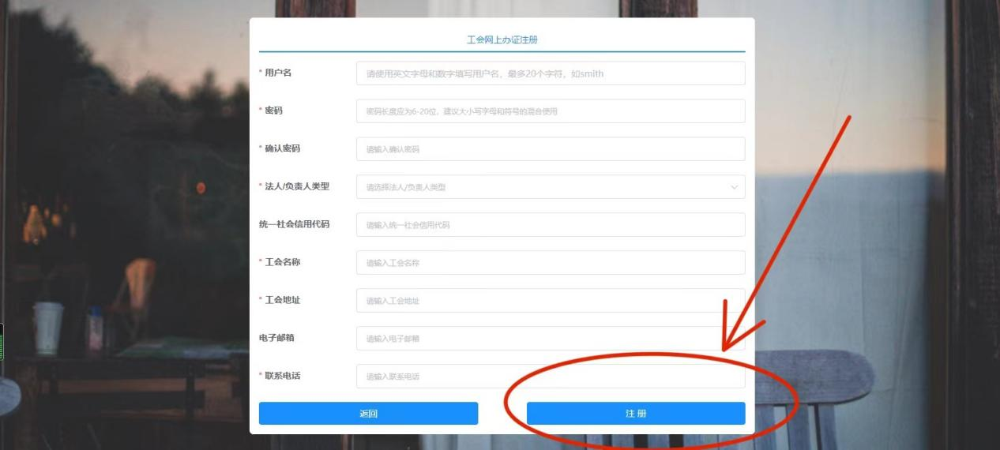 工会网上办证注册
* 用户名 请使用英文字母和数字填写用户名，最多20个字符，如smith
* 密码 密码长度应为6-20位，建议大小写字母和符号的混合使用
* 确认密码 请输入确认密码
* 法人/负责人类型 请选择法人/负责人类型
统一社会信用代码 请输入统一社会信用代码
* 工会名称 请输入工会名称
* 工会地址 请输入工会地址
电子邮箱 请输入电子邮箱
* 联系电话 请输入联系电话
返回 注 册